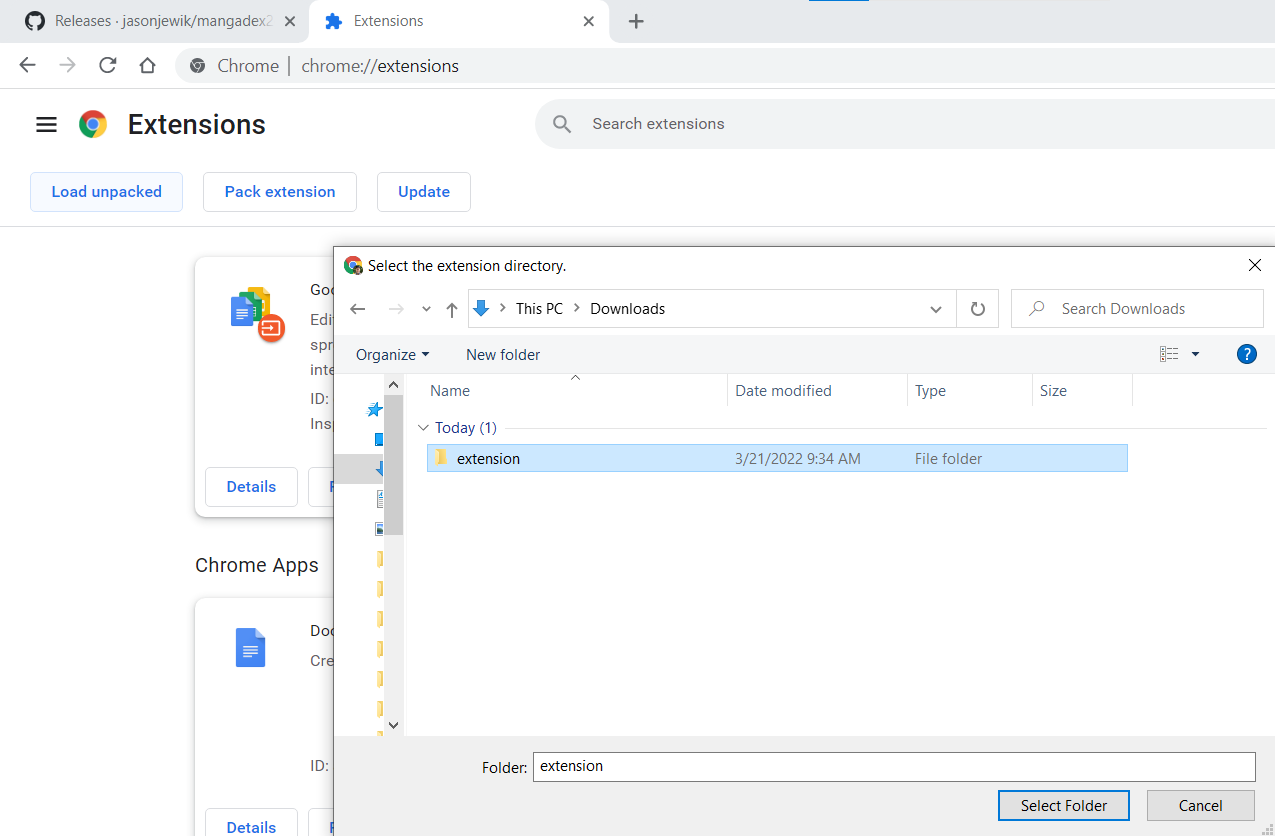 Releases · jasonjewik/mangadex2
Extensions
Chrome | chrome://extensions
Extensions
Search extensions
Load unpacked
Pack extension
Update
Select the extension directory.
This PC > Downloads
Search Downloads
Organize
New folder
?
Name
Date modified
Type
Size
Today (1)
extension
3/21/2022 9:34 AM
File folder
Goo
Edi
spr
inte
ID:
Insp
Details
Chrome Apps
Doc
Cre
ID:
Details
Folder:
extension
Select Folder
Cancel